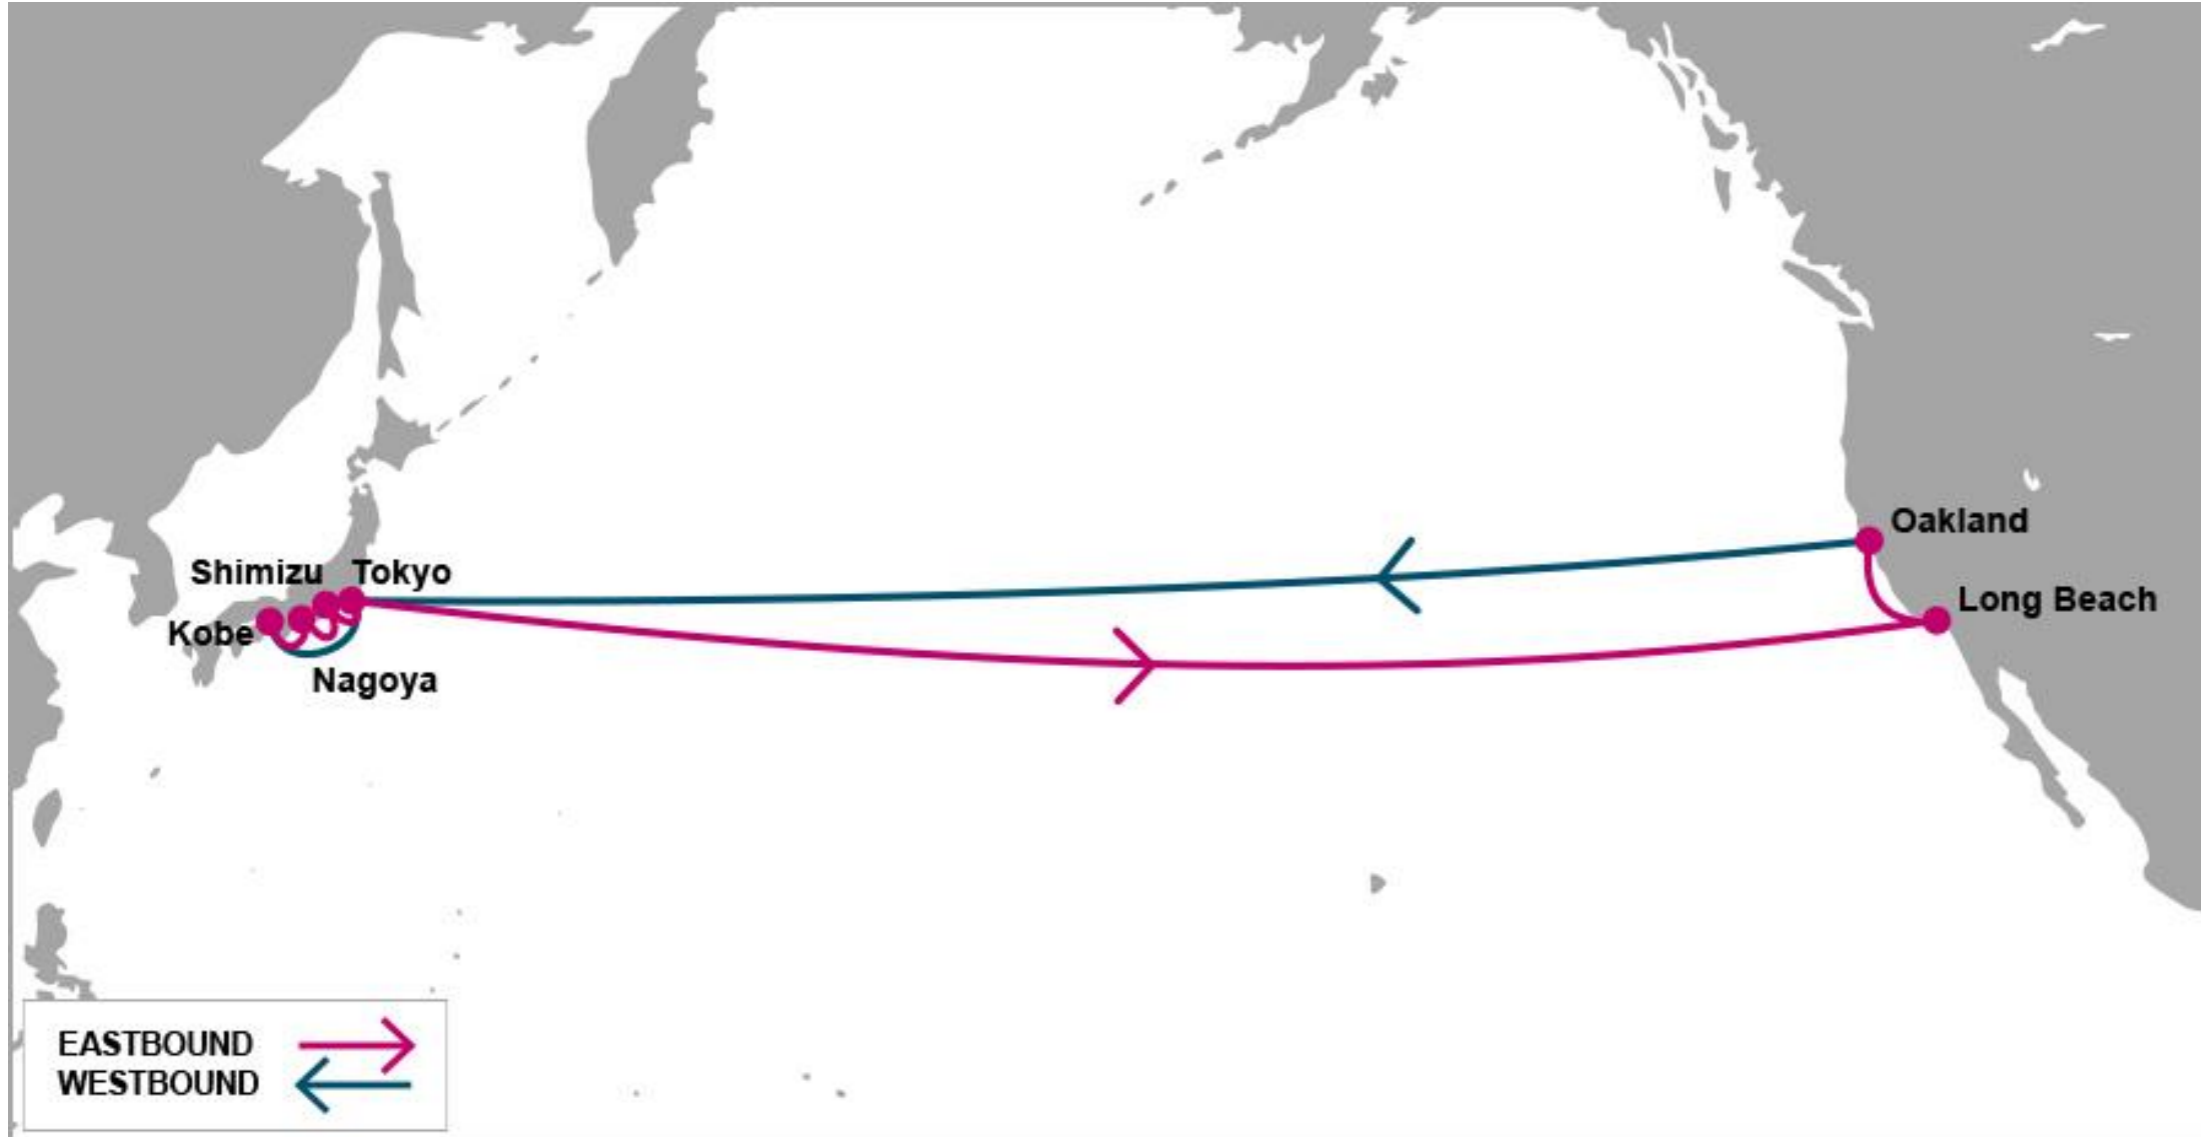 Oakland
Shimizu Tokyo
Long Beach
Kobe
Nagoya
EASTBOUND
WESTBOUND